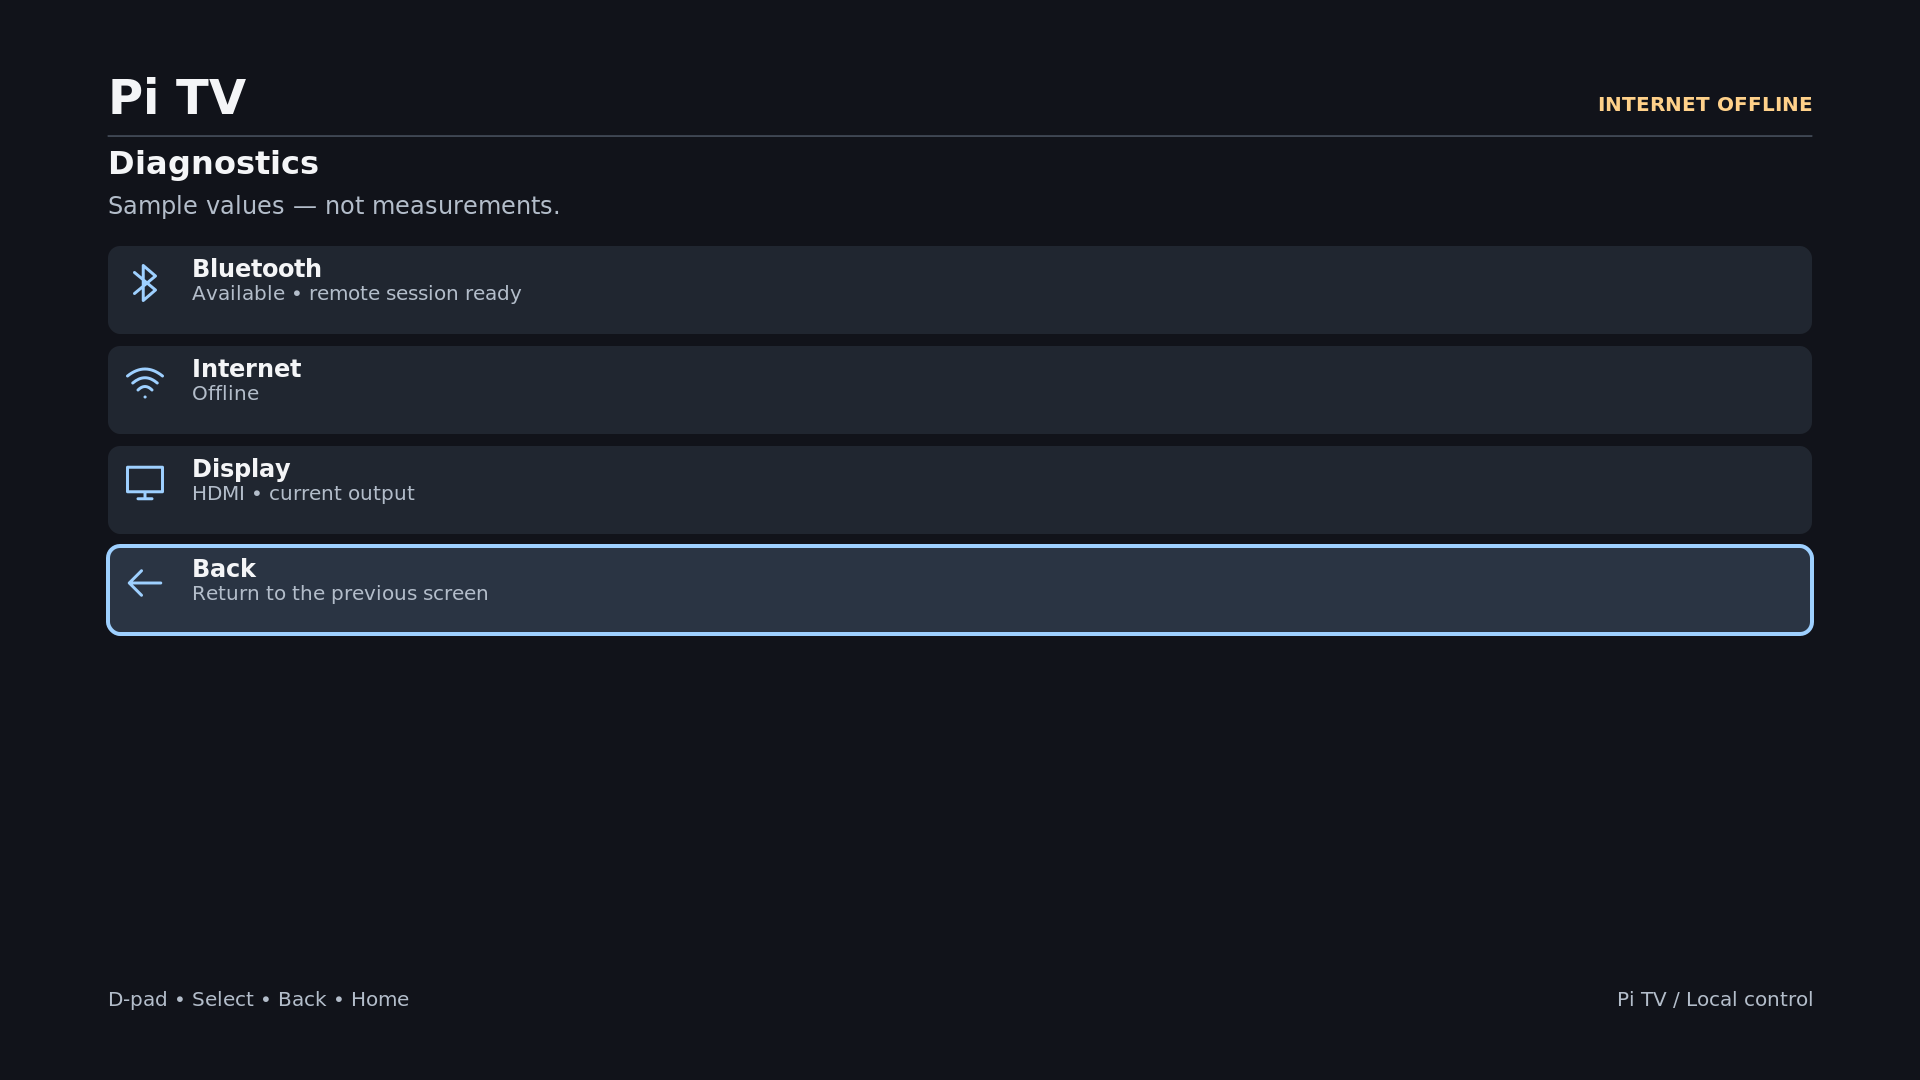 Pi TV
INTERNET OFFLINE
Diagnostics
Sample values — not measurements.
Bluetooth
Available • remote session ready
Internet
Offline
Display
HDMI • current output
Back
Return to the previous screen
D-pad • Select • Back • Home
Pi TV / Local control